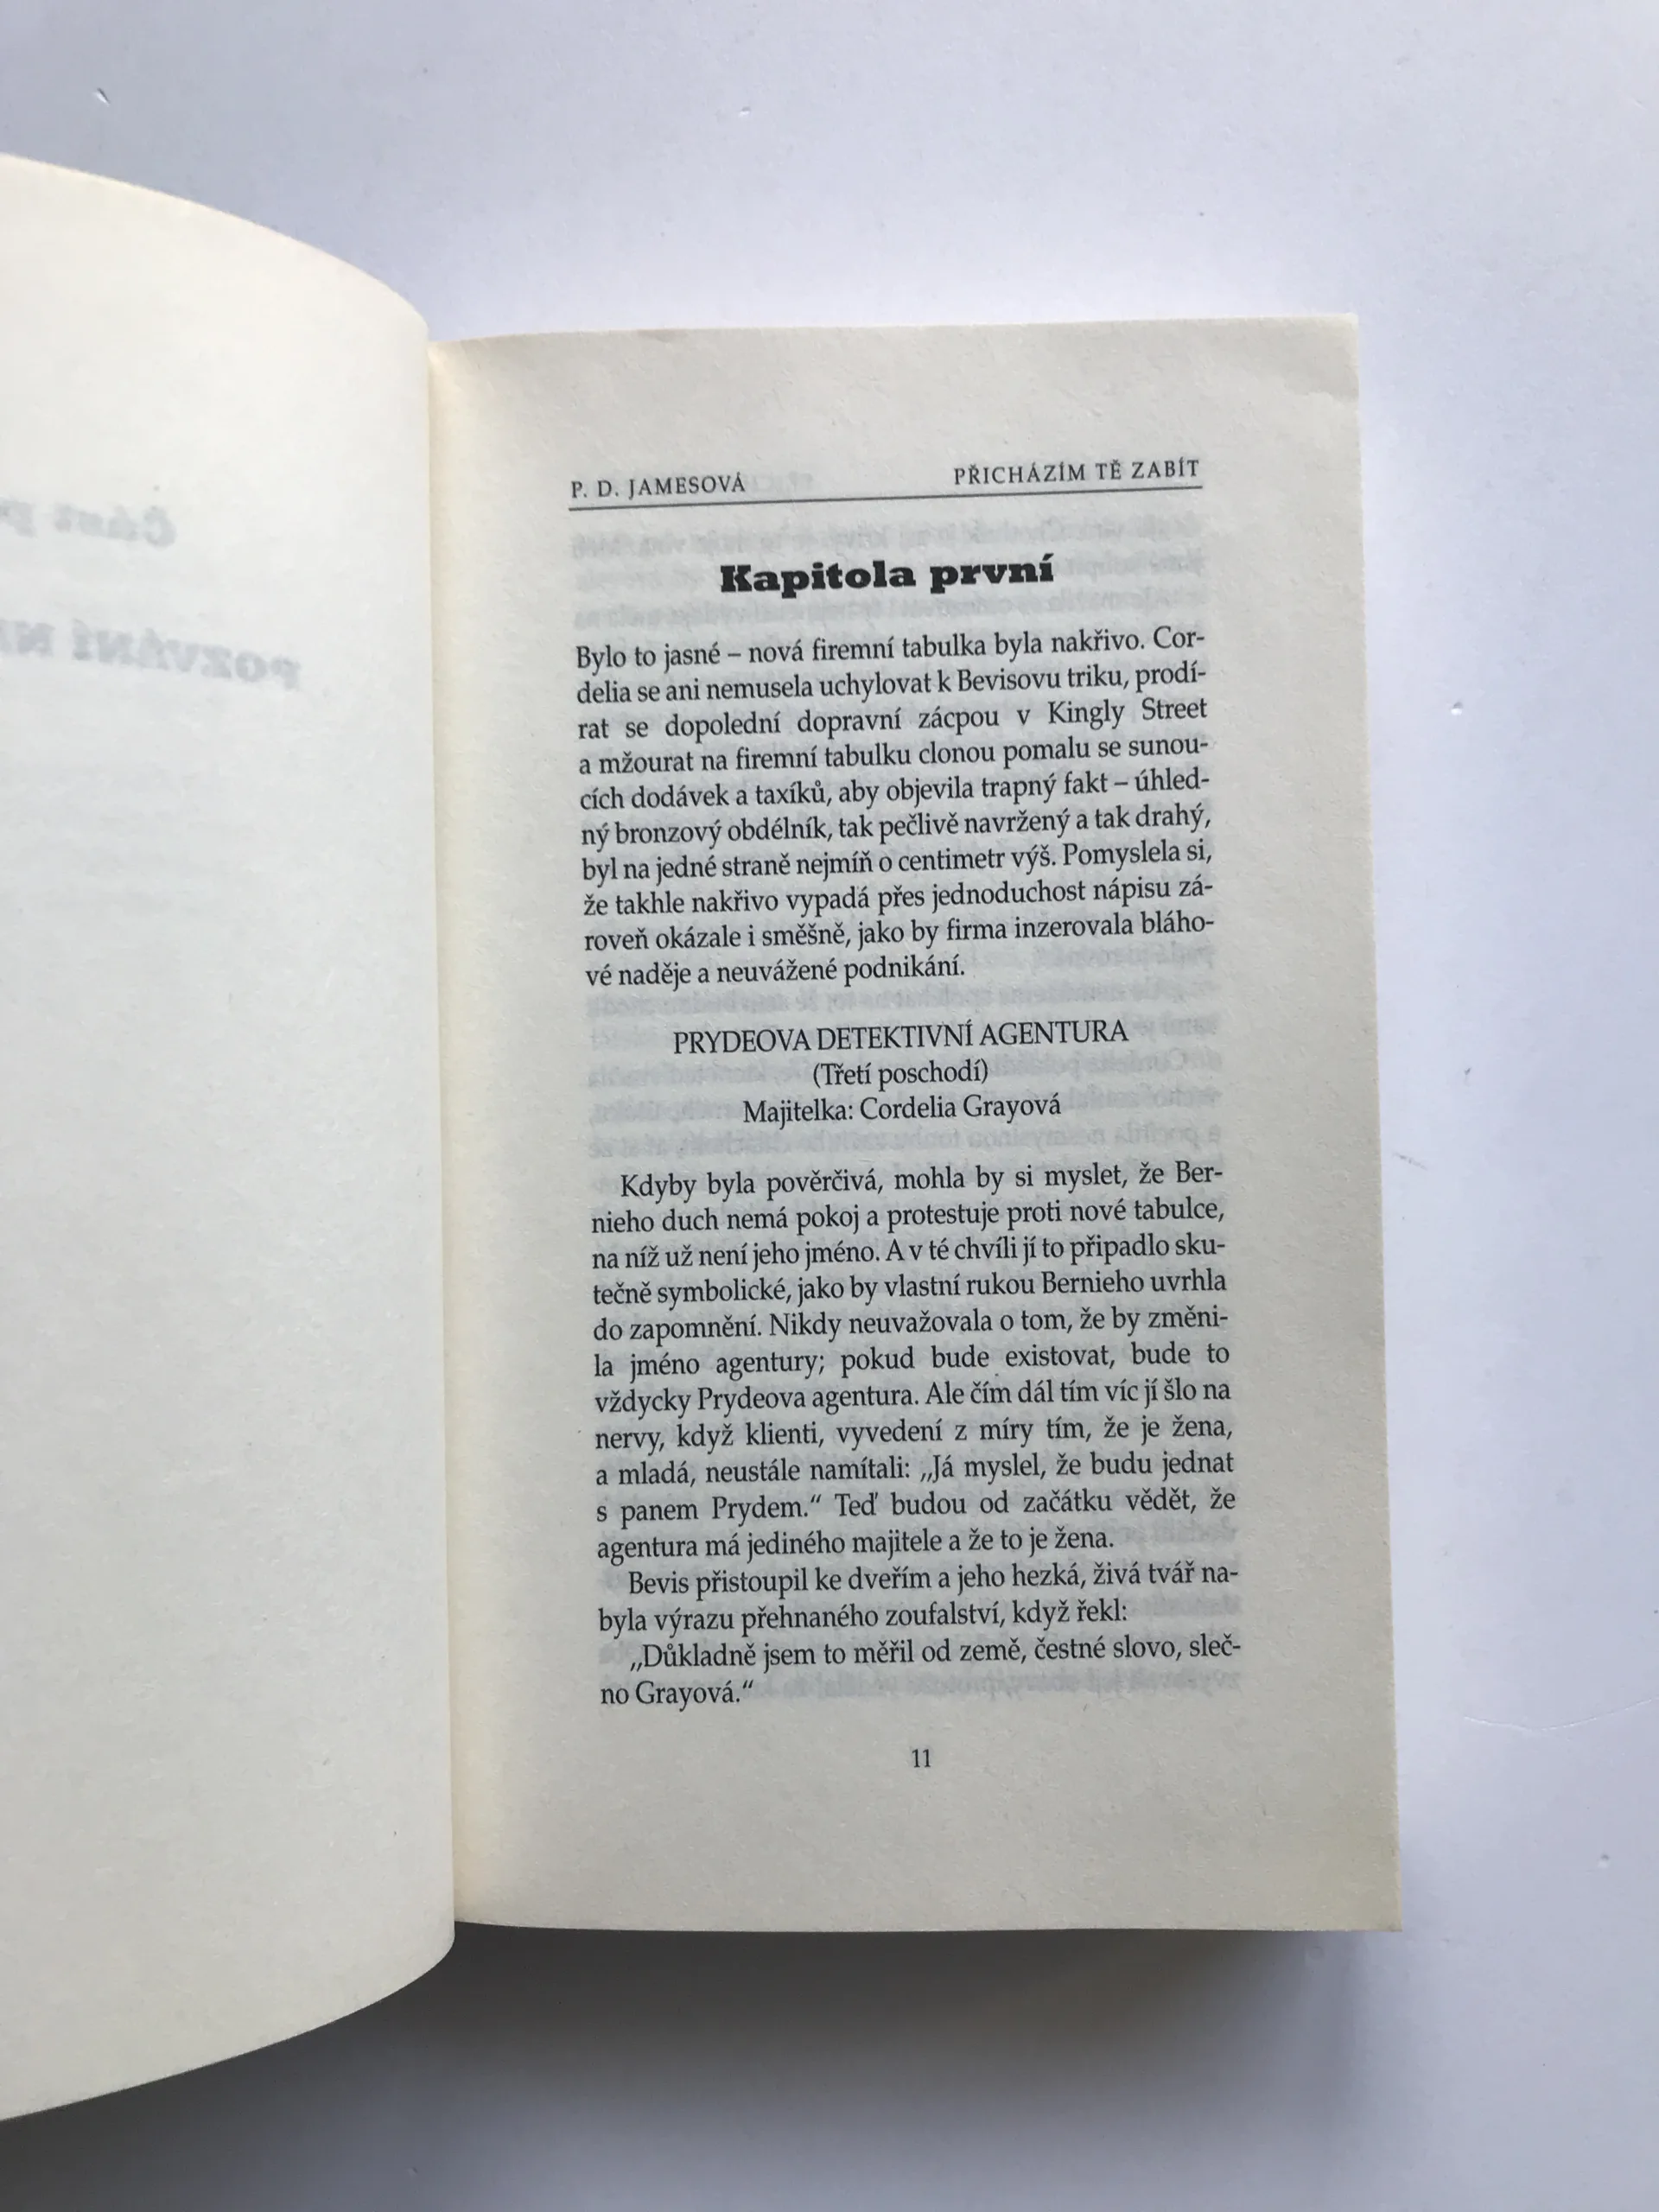 P. D. JAMESOVÁ
PŘICHÁZÍM TĚ ZABÍT
Kapitola první
Bylo to jasné – nová firemní tabulka byla nakřivo. Cor-
delia se ani nemusela uchylovat k Bevisovu triku, prodí-
rat se dopolední dopravní zácpou v Kingly Street
a mžourat na firemní tabulku clonou pomalu se sunou-
cích dodávek a taxíků, aby objevila trapný fakt – úhled-
ný bronzový obdélník, tak pečlivě navržený a tak drahý,
byl na jedné straně nejmíň o centimetr výš. Pomyslela si,
že takhle nakřivo vypadá přes jednoduchost nápisu zá-
roveň okázale i směšně, jako by firma inzerovala bláho-
vé naděje a neuvážené podnikání.
PRYDEOVA DETEKTIVNÍ AGENTURA
(Třetí poschodí)
Majitelka: Cordelia Grayová
Kdyby byla pověrčivá, mohla by si myslet, že Ber-
nieho duch nemá pokoj a protestuje proti nové tabulce,
na níž už není jeho jméno. A v té chvíli jí to připadlo sku-
tečně symbolické, jako by vlastní rukou Bernieho uvrhla
do zapomnění. Nikdy neuvažovala o tom, že by změni-
la jméno agentury; pokud bude existovat, bude to
vždycky Prydeova agentura. Ale čím dál tím víc jí šlo na
nervy, když klienti, vyvedení z míry tím, že je žena,
a mladá, neustále namítali: „Já myslel, že budu jednat
s panem Prydem.“ Teď budou od začátku vědět, že
agentura má jediného majitele a že to je žena.
Bevis přistoupil ke dveřím a jeho hezká, živá tvář na-
byla výrazu přehnaného zoufalství, když řekl:
„Důkladně jsem to měřil od země, čestné slovo, sleč-
no Grayová.“
11